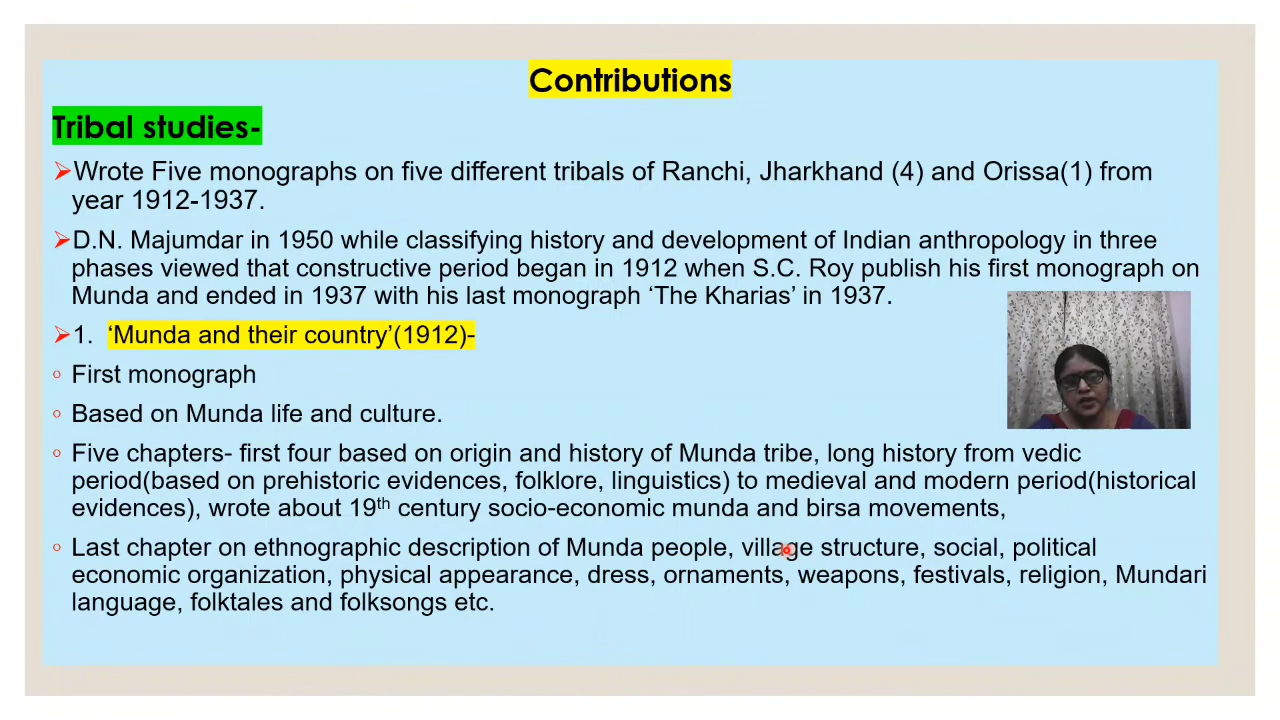 Contributions
Tribal studies-
Wrote Five monographs on five different tribals of Ranchi, Jharkhand (4) and Orissa(1) from
year 1912-1937.
D.N. Majumdar in 1950 while classifying history and development of Indian anthropology in three
phases viewed that constructive period began in 1912 when S.C. Roy publish his first monograph on
Munda and ended in 1937 with his last monograph ‘The Kharias’ in 1937.
1. ‘Munda and their country’(1912)-
First monograph
Based on Munda life and culture.
Five chapters- first four based on origin and history of Munda tribe, long history from vedic
period(based on prehistoric evidences, folklore, linguistics) to medieval and modern period(historical
evidences), wrote about 19th century socio-economic munda and birsa movements,
Last chapter on ethnographic description of Munda people, village structure, social, political
economic organization, physical appearance, dress, ornaments, weapons, festivals, religion, Mundari
language, folktales and folksongs etc.